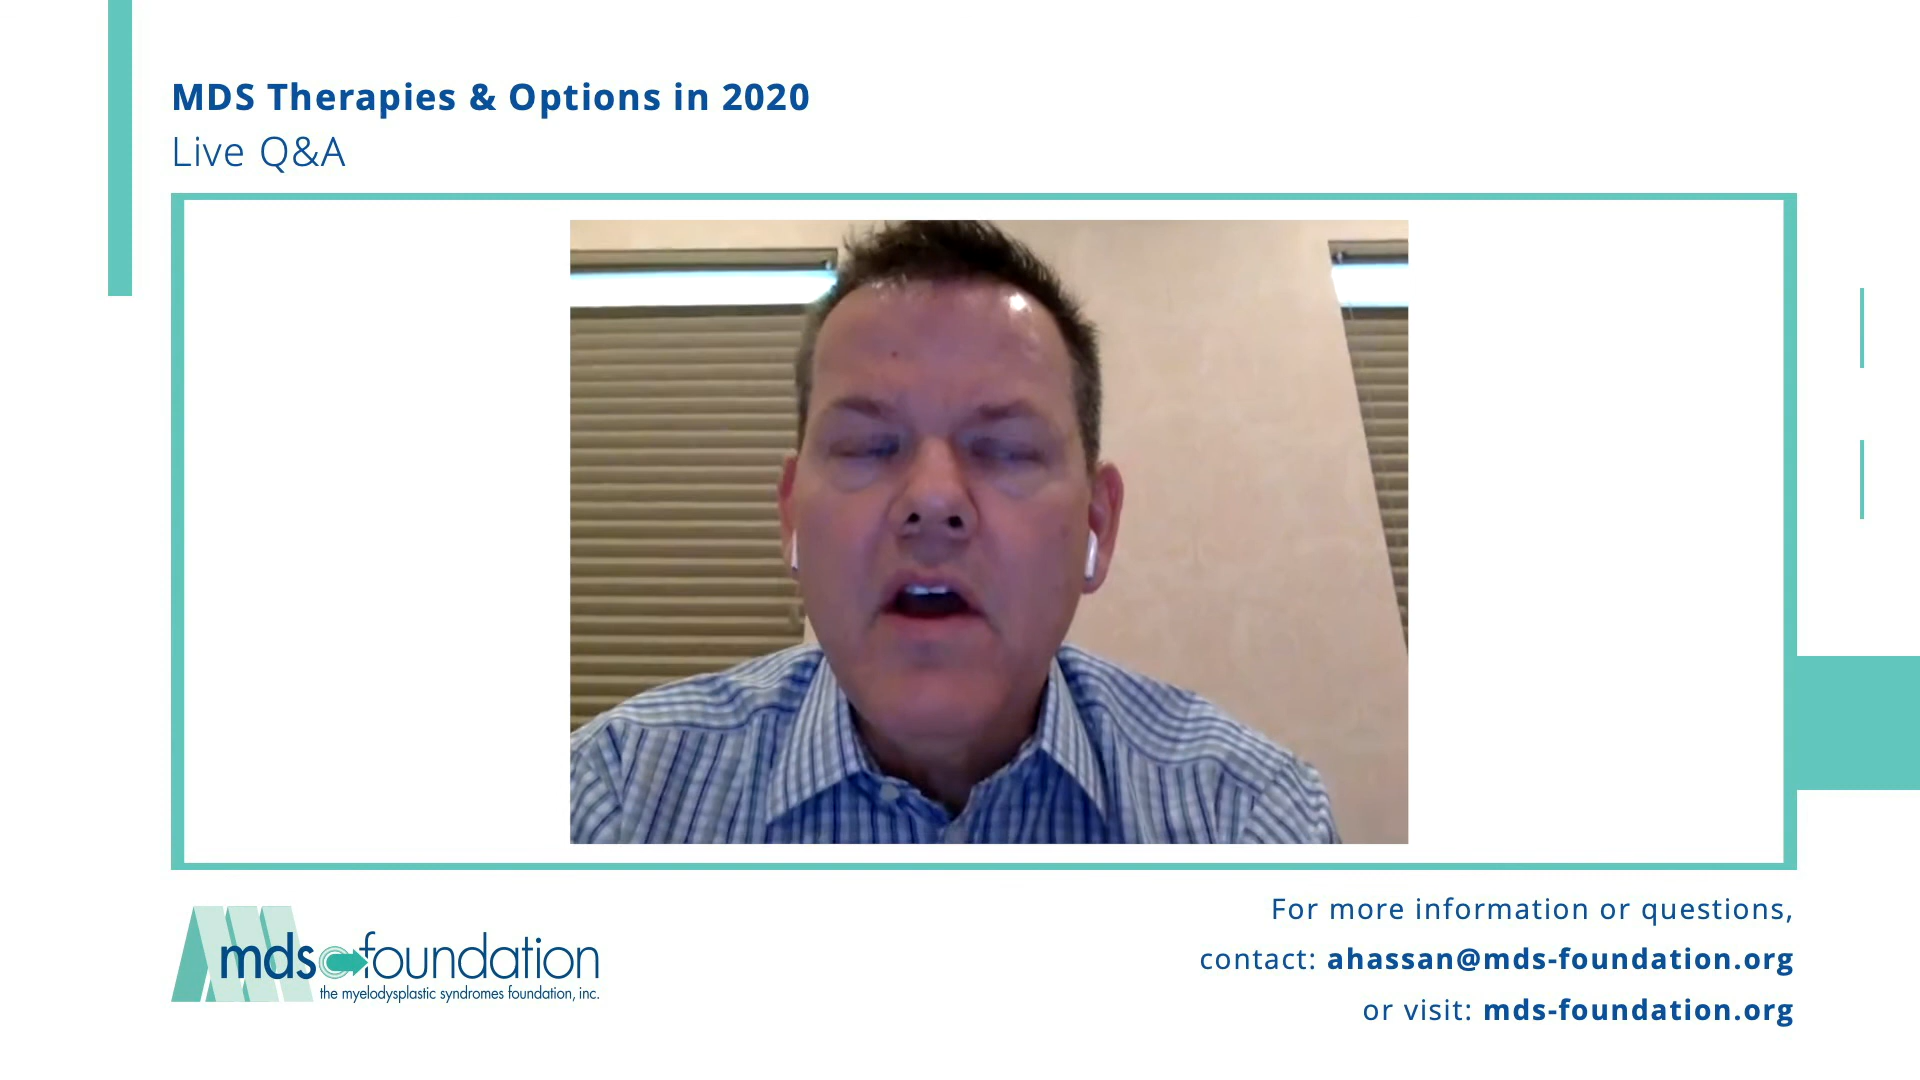 MDS Therapies & Options in 2020
Live Q&A
mds foundation
the myelodysplastic syndromes foundation, inc.
For more information or questions,
contact: ahassan@mds-foundation.org
or visit: mds-foundation.org